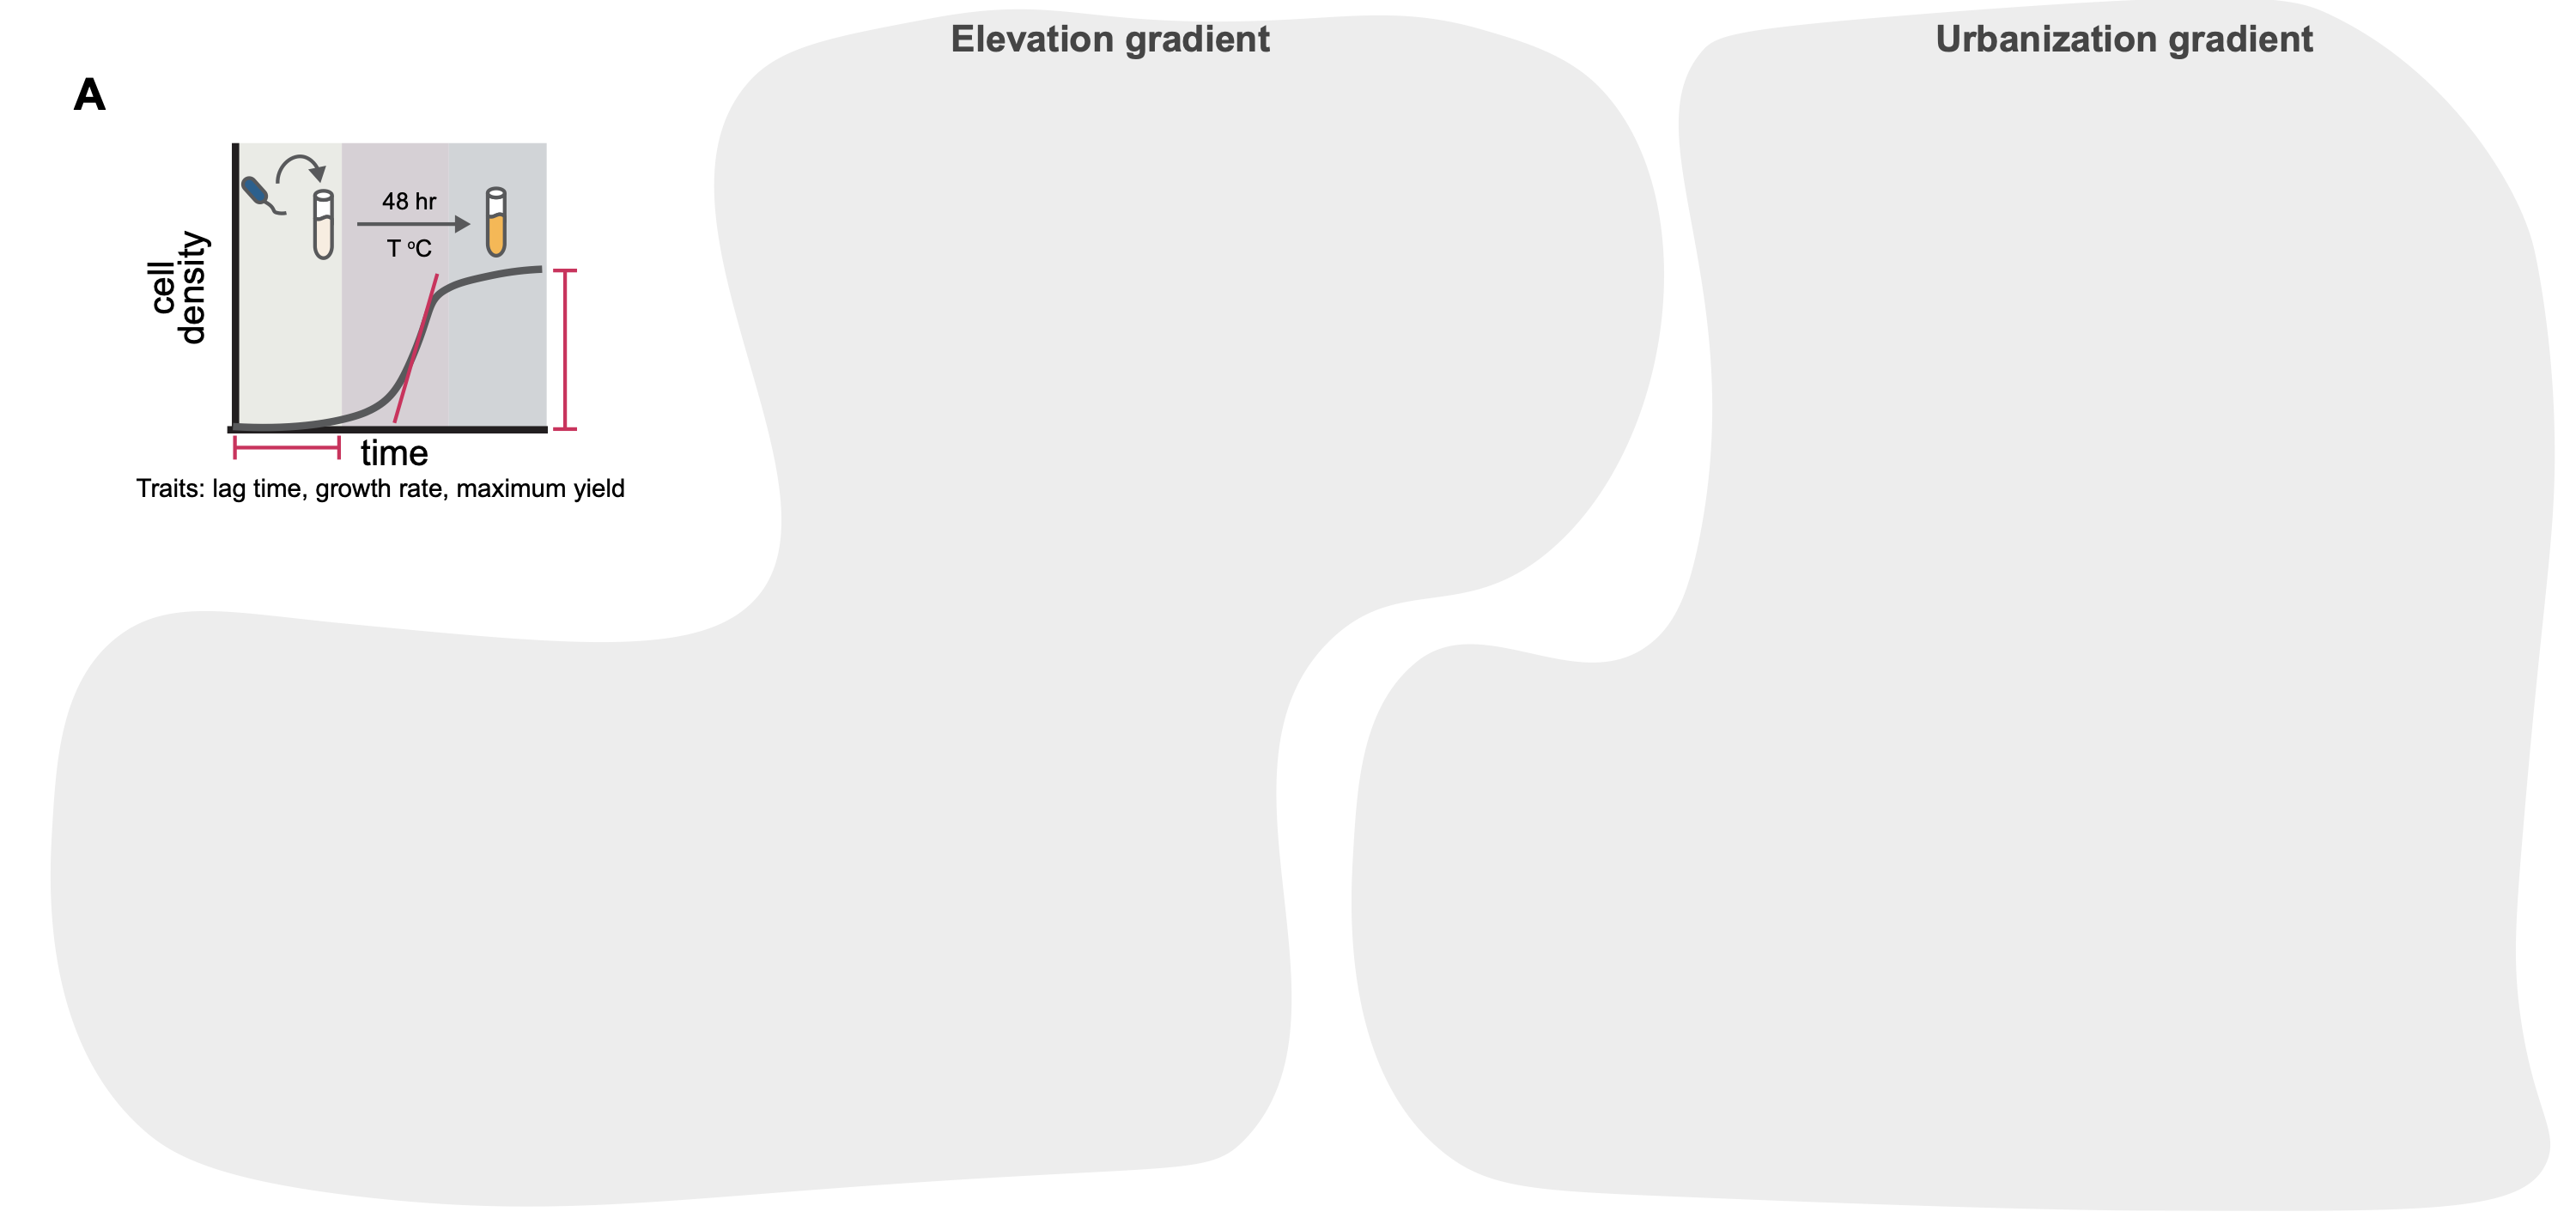 Elevation gradient
Urbanization gradient
A
48 hr
T °C
cell
density
time
Traits: lag time, growth rate, maximum yield